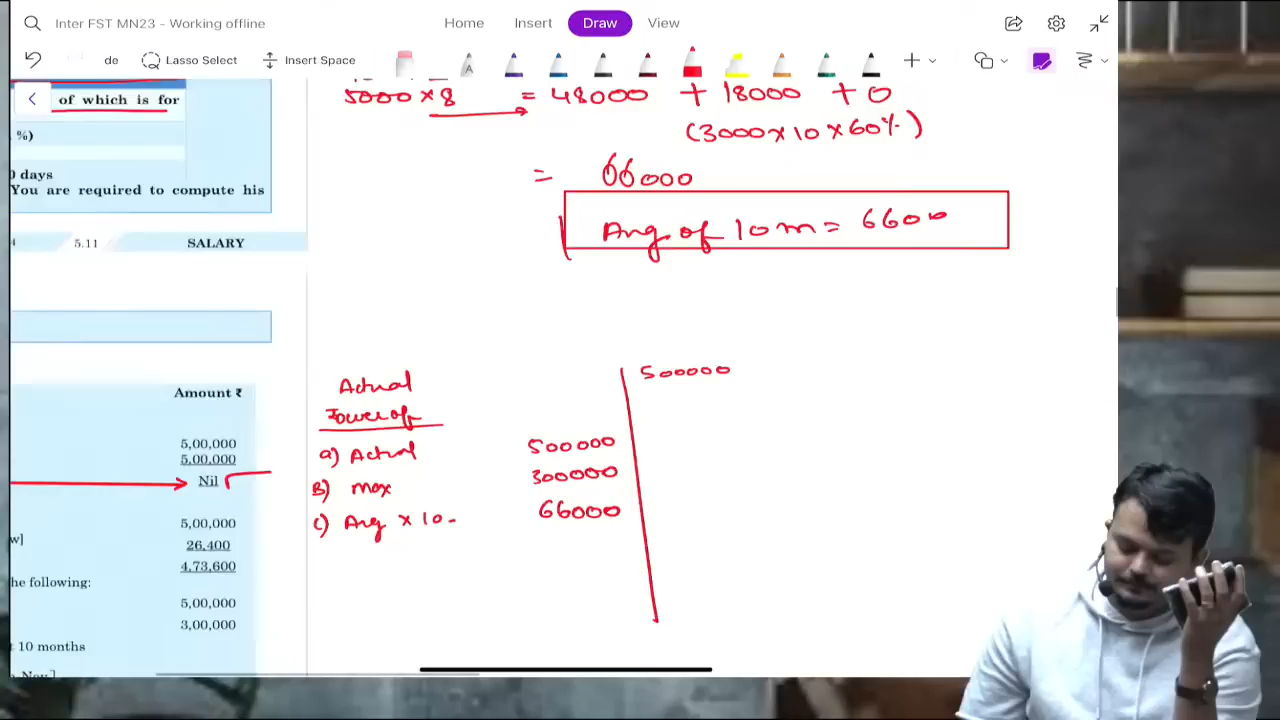 Inter FST MN23 - Working offline
Home Insert Draw View
de Lasso Select Insert Space
of which is for
%)
0 days
You are required to compute his
5.11 SALARY
Amount ₹
5,00,000
5,00,000
Nil
5,00,000
w]
26,400
4,73,600
he following:
5,00,000
3,00,000
10 months
5000 × 8 = 48000 + 18000 + 0
(3000 × 10 × 60%)
= 66000
Avg. of 10 m = 6600
Actual 500000
Lower of
a) Actual 500000
B) max 300000
c) Avg × 10 66000